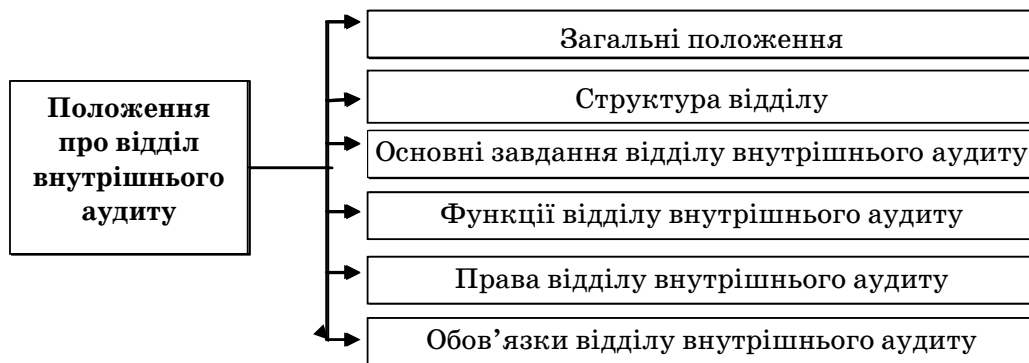 Положення
про відділ
внутрішнього
аудиту
Загальні положення
Структура відділу
Основні завдання відділу внутрішнього аудиту
Функції відділу внутрішнього аудиту
Права відділу внутрішнього аудиту
Обов’язки відділу внутрішнього аудиту